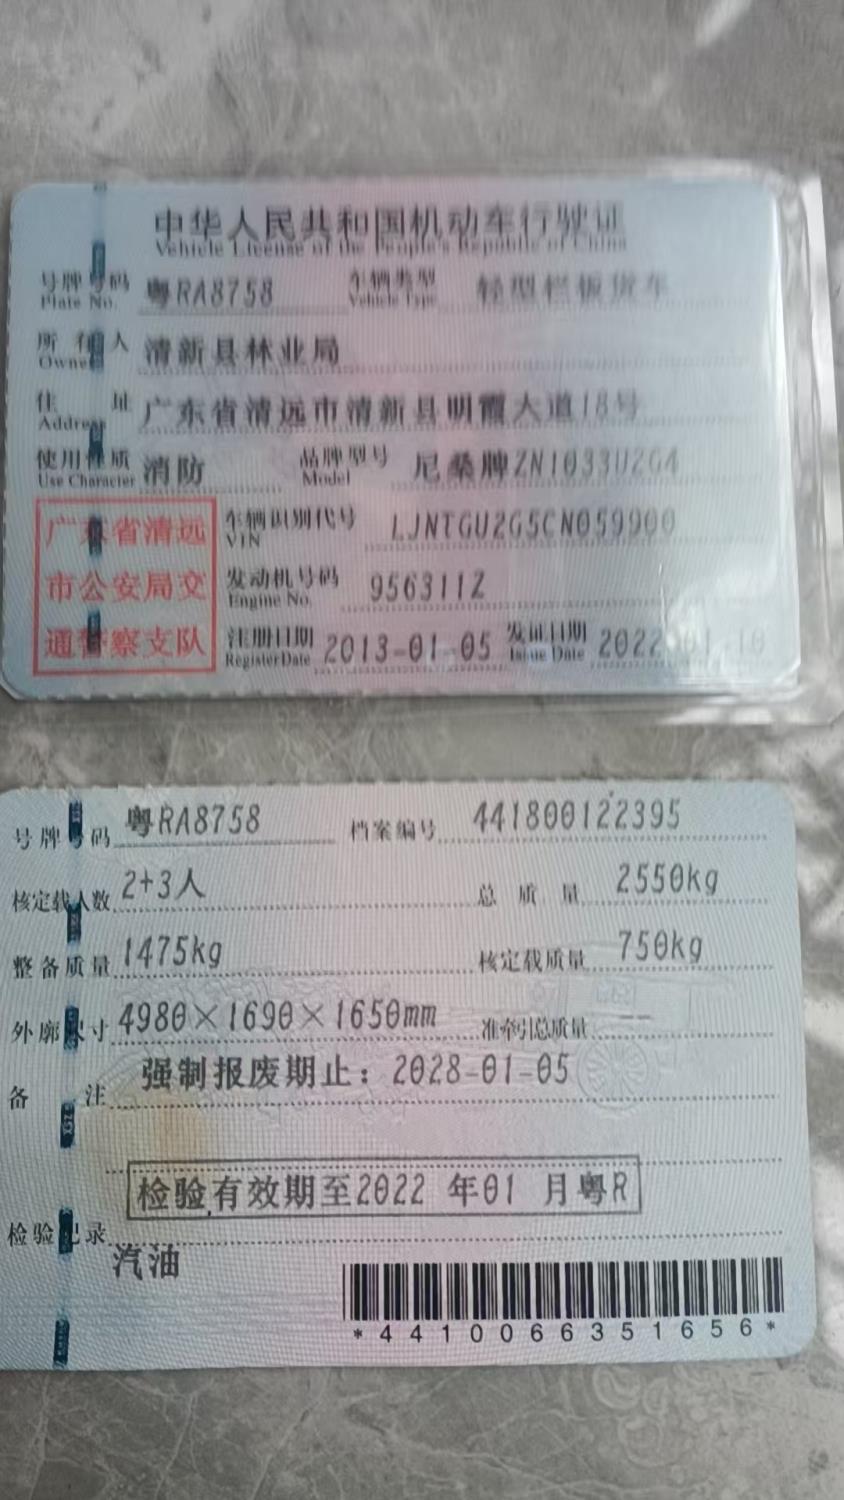 中华人民共和国机动车行驶证
Vehicle License of the People's Republic of China
号牌号码 粤RA8758 车辆类型 轻型栏板货车
Plate No. Vehicle Type
所有人 清新县林业局
Owner
住址 广东省清远市清新县明霞大道18号
Address
使用性质 消防 品牌型号 尼桑牌ZN1033U2G4
Use Character Model
广东省清远
市公安局交
通警察支队
车辆识别代号 LJNTGU2G5CN059900
VIN
发动机号码 956311Z
Engine No.
注册日期 2013-01-05 发证日期 2022-01-10
Register Date Issue Date
号牌号码 粤RA8758 档案编号 441800122395
核定载人数 2+3人 总质量 2550kg
整备质量 1475kg 核定载质量 750kg
外廓尺寸 4980×1690×1650mm 准牵引总质量 --
备注 强制报废期止：2028-01-05
检验有效期至2022 年01 月粤R
检验记录
汽油
*4410066351656*